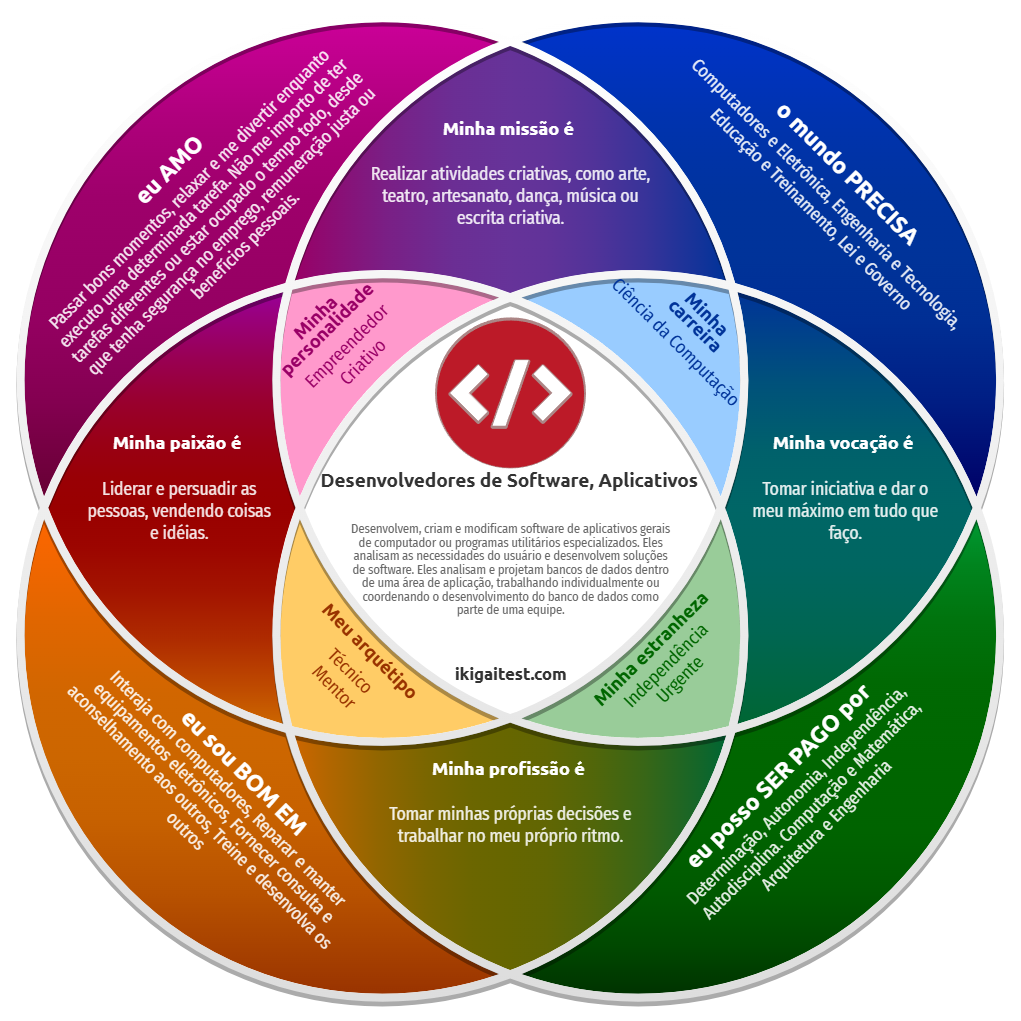 eu AMO
Passar bons momentos, relaxar e me divertir enquanto
executo uma determinada tarefa. Não me importo de ter
tarefas diferentes ou estar ocupado o tempo todo, desde
que tenha segurança no emprego, remuneração justa ou
benefícios pessoais.
Minha missão é
Realizar atividades criativas, como arte,
teatro, artesanato, dança, música ou
escrita criativa.
o mundo PRECISA
Computadores e Eletrônica, Engenharia e Tecnologia,
Educação e Treinamento, Lei e Governo
Minha
personalidade
Empreendedor
Criativo
Minha
carreira
Ciência da Computação
Minha paixão é
Liderar e persuadir as
pessoas, vendendo coisas
e idéias.
</>
Desenvolvedores de Software, Aplicativos
Desenvolvem, criam e modificam software de aplicativos gerais
de computador ou programas utilitários especializados. Eles
analisam as necessidades do usuário e desenvolvem soluções
de software. Eles analisam e projetam bancos de dados dentro
de uma área de aplicação, trabalhando individualmente ou
coordenando o desenvolvimento do banco de dados como
parte de uma equipe.
ikigaitest.com
Minha vocação é
Tomar iniciativa e dar o
meu máximo em tudo que
faço.
Meu arquétipo
Técnico
Mentor
Minha estranheza
Independência
Urgente
eu sou BOM EM
Interaja com computadores, Reparar e manter
equipamentos eletrônicos, Fornecer consulta e
aconselhamento aos outros, Treine e desenvolva os
outros
Minha profissão é
Tomar minhas próprias decisões e
trabalhar no meu próprio ritmo.
eu posso SER PAGO por
Determinação, Autonomia, Independência,
Autodisciplina. Computação e Matemática,
Arquitetura e Engenharia